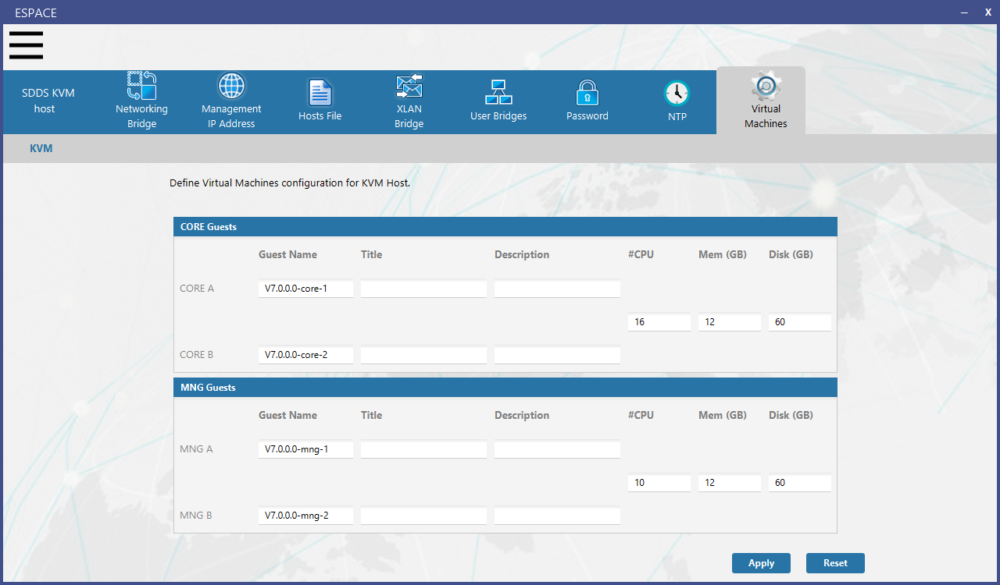 ESPACE
X
SDDS KVM
host
Networking
Bridge
Management
IP Address
Hosts File
XLAN
Bridge
User Bridges
Password
NTP
Virtual
Machines
KVM
Define Virtual Machines configuration for KVM Host.
CORE Guests
Guest Name Title Description #CPU Mem (GB) Disk (GB)
CORE A V7.0.0.0-core-1
16 12 60
CORE B V7.0.0.0-core-2
MNG Guests
Guest Name Title Description #CPU Mem (GB) Disk (GB)
MNG A V7.0.0.0-mng-1
10 12 60
MNG B V7.0.0.0-mng-2
Apply Reset